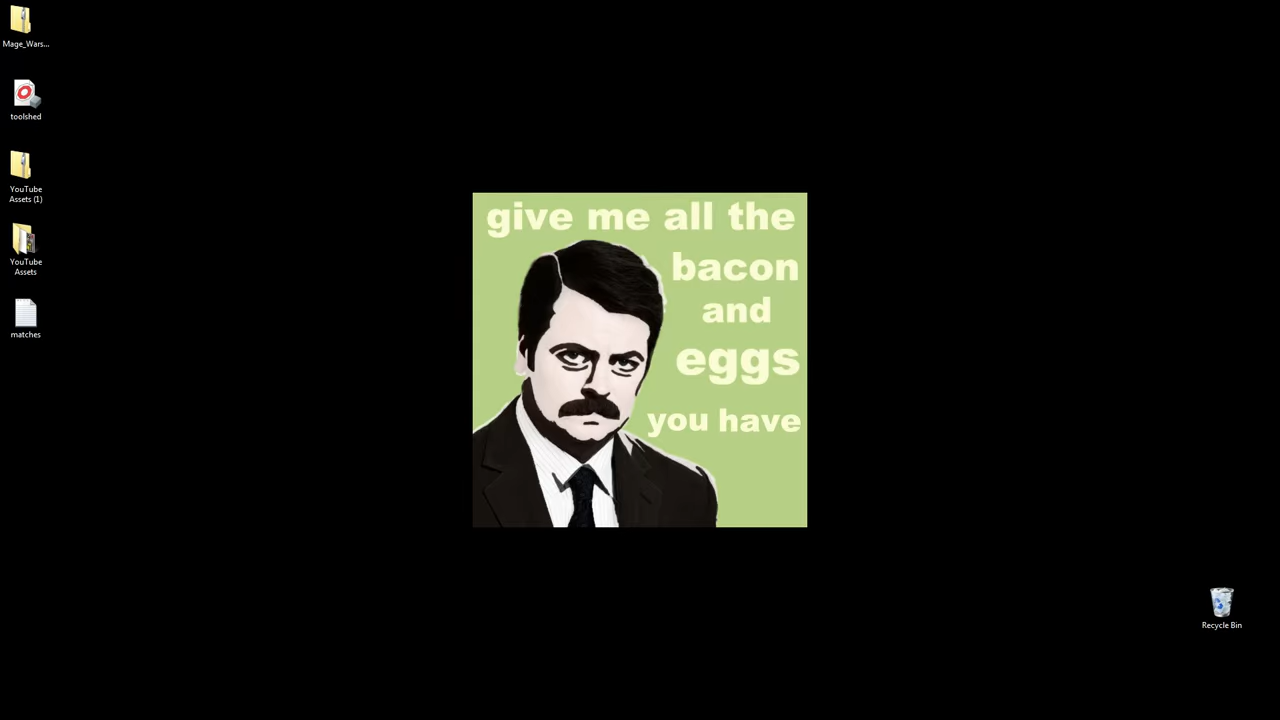 Mage_Wars...
toolshed
YouTube
Assets (1)
YouTube
Assets
matches
give me all the
bacon
and
eggs
you have
Recycle Bin